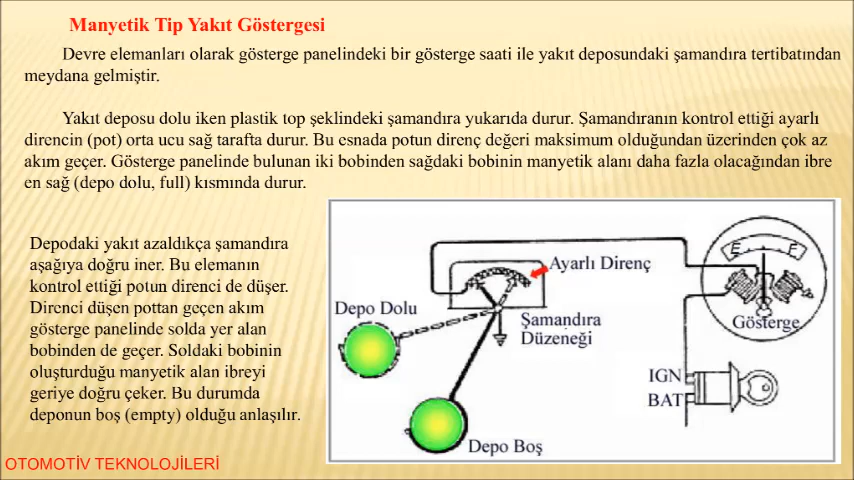 Manyetik Tip Yakıt Göstergesi
Devre elemanları olarak gösterge panelindeki bir gösterge saati ile yakıt deposundaki şamandıra tertibatından
meydana gelmiştir.
Yakıt deposu dolu iken plastik top şeklindeki şamandıra yukarıda durur. Şamandıranın kontrol ettiği ayarlı
direncin (pot) orta ucu sağ tarafta durur. Bu esnada potun direnç değeri maksimum olduğundan üzerinden çok az
akım geçer. Gösterge panelinde bulunan iki bobinden sağdaki bobinin manyetik alanı daha fazla olacağından ibre
en sağ (depo dolu, full) kısmında durur.
Depodaki yakıt azaldıkça şamandıra
aşağıya doğru iner. Bu elemanın
kontrol ettiği potun direnci de düşer.
Direnci düşen pottan geçen akım
gösterge panelinde solda yer alan
bobinden de geçer. Soldaki bobinin
oluşturduğu manyetik alan ibreyi
geriye doğru çeker. Bu durumda
deponun boş (empty) olduğu anlaşılır.
E F
Ayarlı Direnç
Depo Dolu
Şamandıra
Düzeneği
Gösterge
IGN
BAT
Depo Boş
OTOMOTİV TEKNOLOJİLERİ